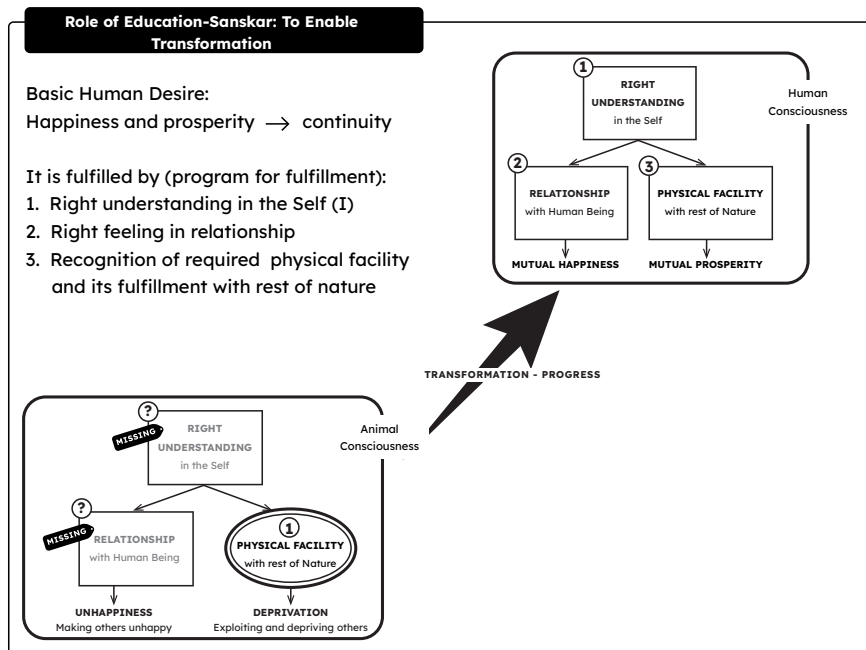 Role of Education-Sanskar: To Enable
Transformation
Basic Human Desire:
Happiness and prosperity → continuity
It is fulfilled by (program for fulfillment):
1. Right understanding in the Self (I)
2. Right feeling in relationship
3. Recognition of required physical facility
and its fulfillment with rest of nature
1
RIGHT
UNDERSTANDING
in the Self
Human
Consciousness
2
RELATIONSHIP
with Human Being
3
PHYSICAL FACILITY
with rest of Nature
MUTUAL HAPPINESS
MUTUAL PROSPERITY
TRANSFORMATION - PROGRESS
?
MISSING
RIGHT
UNDERSTANDING
in the Self
Animal
Consciousness
?
MISSING
RELATIONSHIP
with Human Being
1
PHYSICAL FACILITY
with rest of Nature
UNHAPPINESS
Making others unhappy
DEPRIVATION
Exploiting and depriving others